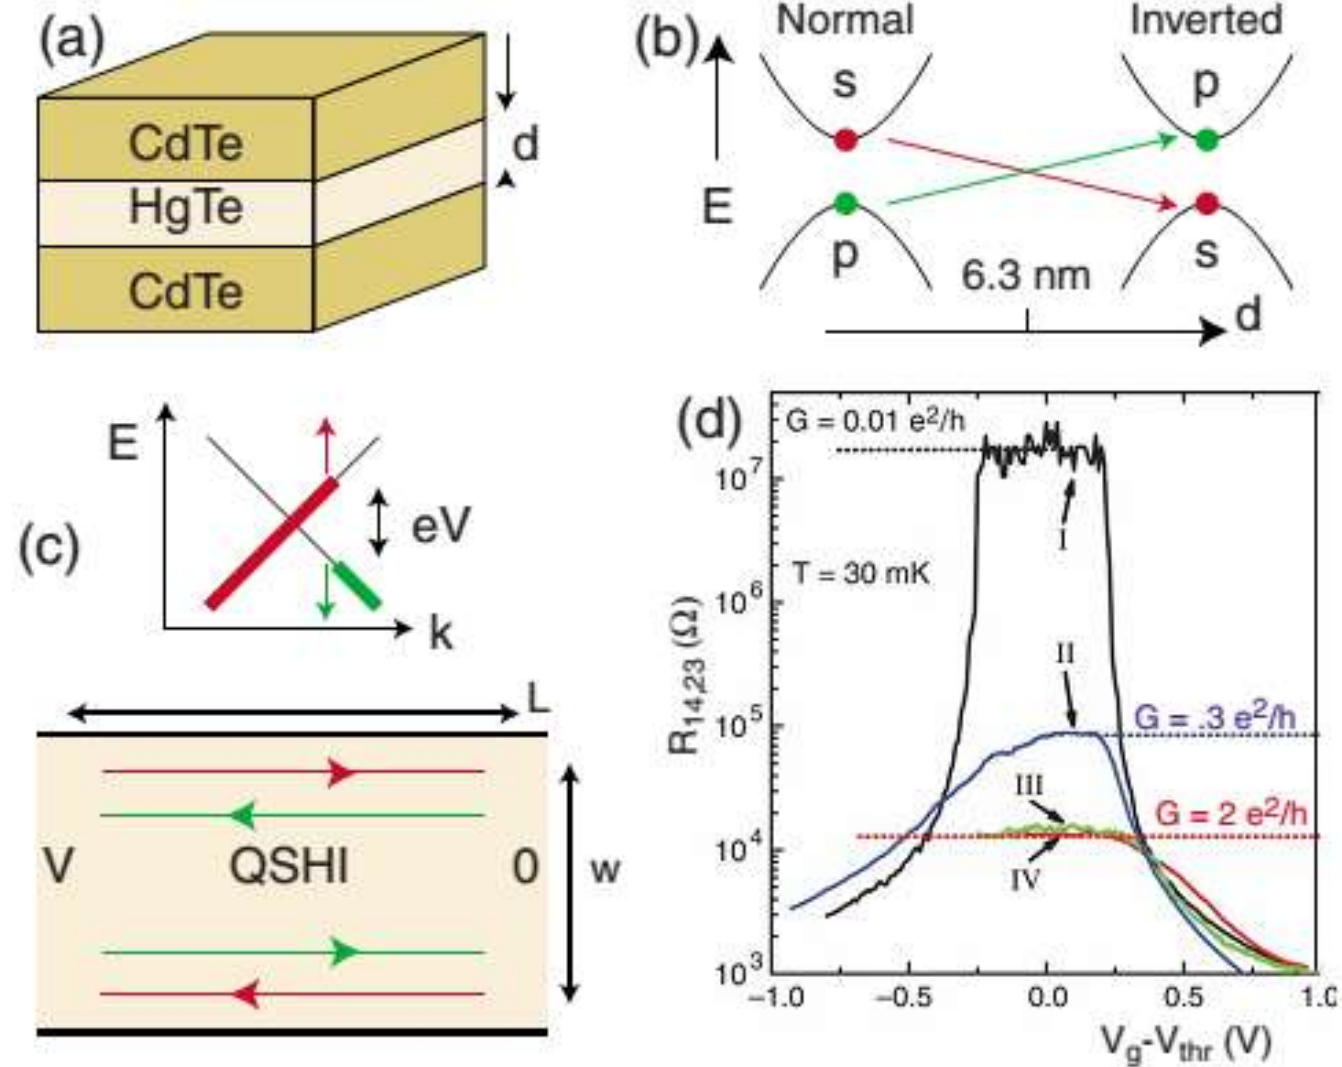 (a)
CdTe
HgTe
CdTe
d
(b)
Normal
Inverted
s
p
E
p
s
6.3 nm
d
(c)
E
eV
k
L
V
QSHI
0
w
(d)
G = 0.01 e²/h
T = 30 mK
I
II
G = .3 e²/h
III
G = 2 e²/h
IV
R14,23 (Ω)
10⁷
10⁶
10⁵
10⁴
10³
−1.0
−0.5
0.0
0.5
1.0
Vg-Vthr (V)